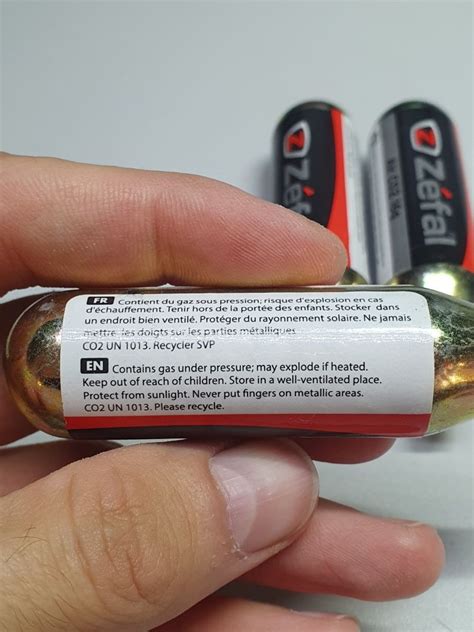 zéfal
zéfal
FR Contient du gaz sous pression; risque d'explosion en cas
d'échauffement. Tenir hors de la portée des enfants. Stocker dans
un endroit bien ventilé. Protéger du rayonnement solaire. Ne jamais
mettre les doigts sur les parties métalliques
CO2 UN 1013. Recycler SVP
EN Contains gas under pressure; may explode if heated.
Keep out of reach of children. Store in a well-ventilated place.
Protect from sunlight. Never put fingers on metallic areas.
CO2 UN 1013. Please recycle.